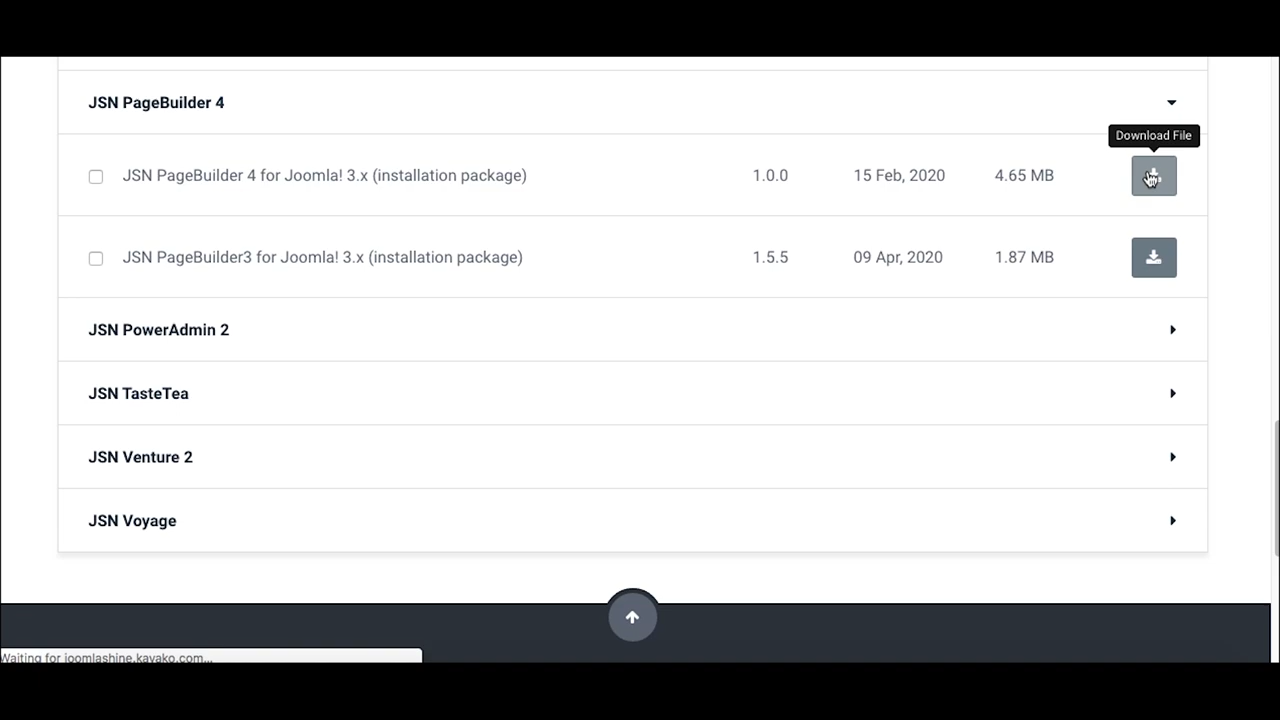 JSN PageBuilder 4
Download File
JSN PageBuilder 4 for Joomla! 3.x (installation package) 1.0.0 15 Feb, 2020 4.65 MB
JSN PageBuilder3 for Joomla! 3.x (installation package) 1.5.5 09 Apr, 2020 1.87 MB
JSN PowerAdmin 2
JSN TasteTea
JSN Venture 2
JSN Voyage
Waiting for joomlashine.kayako.com...